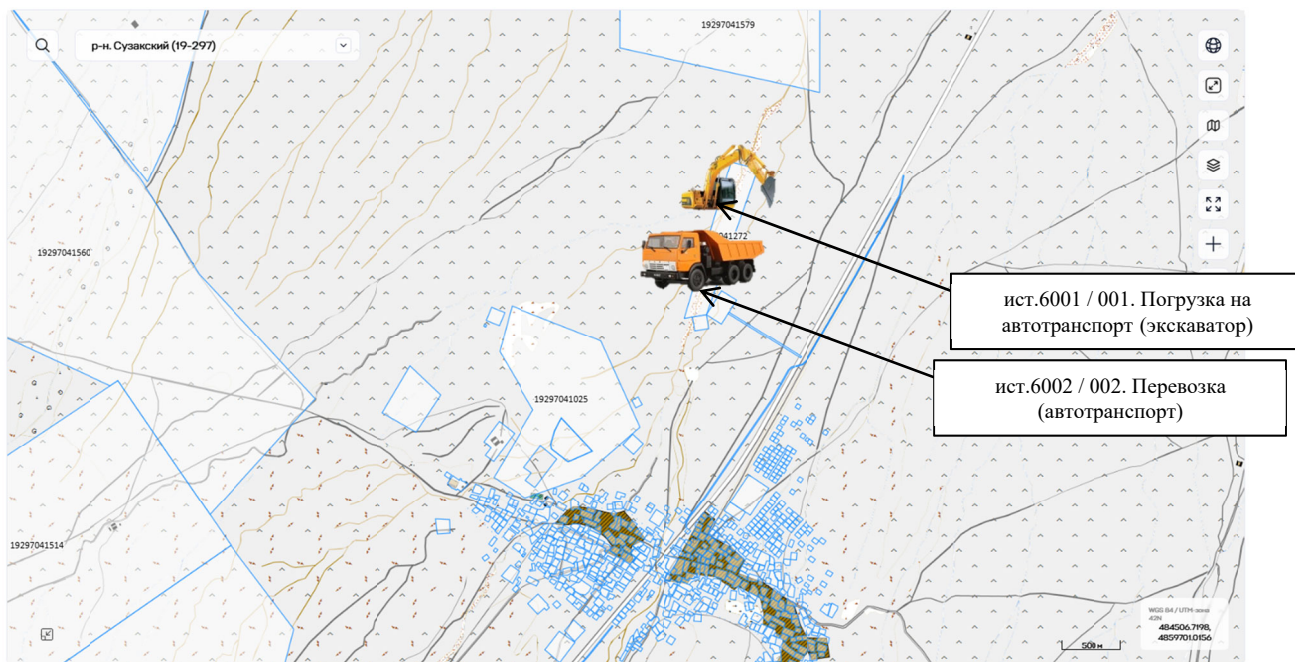 19297041579
р-н. Сузакский (19-297)
041272
19297041560
ист.6001 / 001. Погрузка на
автотранспорт (экскаватор)
ист.6002 / 002. Перевозка
(автотранспорт)
19297041025
19297041514
WGS 84 / UTM-зона
42N
484506.7198,
4859701.0156
500 м